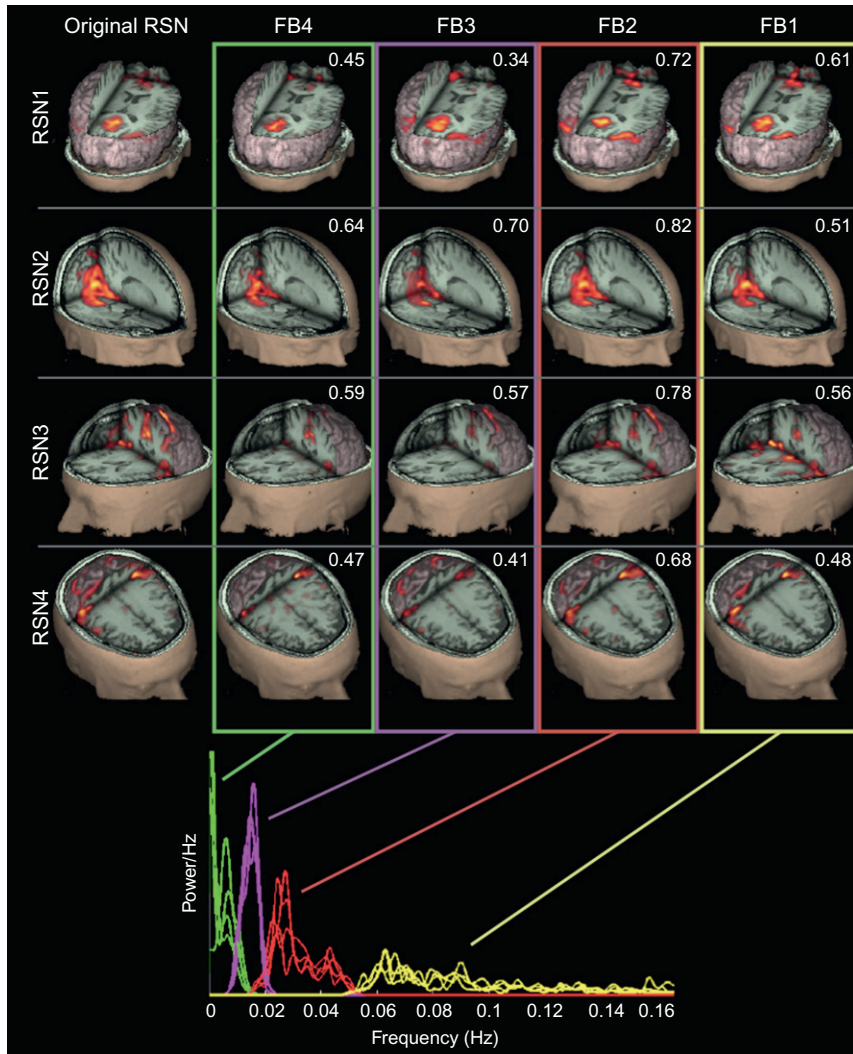 Original RSN FB4 FB3 FB2 FB1
RSN1 0.45 0.34 0.72 0.61
RSN2 0.64 0.70 0.82 0.51
RSN3 0.59 0.57 0.78 0.56
RSN4 0.47 0.41 0.68 0.48
Power/Hz
0 0.02 0.04 0.06 0.08 0.1 0.12 0.14 0.16
Frequency (Hz)